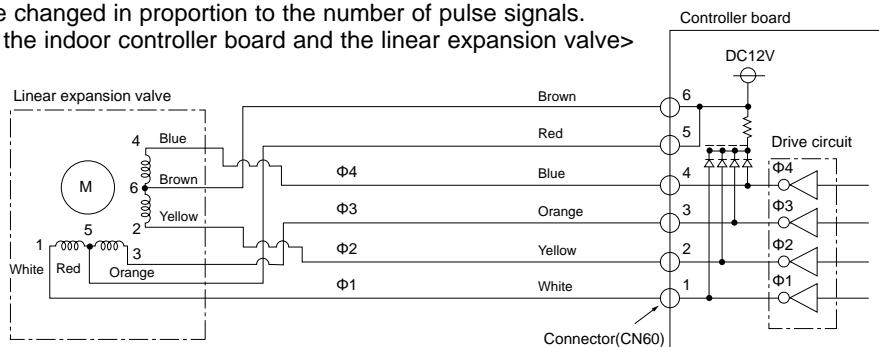 e changed in proportion to the number of pulse signals.
the indoor controller board and the linear expansion valve>
Controller board
DC12V
Linear expansion valve
Brown
6
4
Blue
Red
5
Drive circuit
M
6
Brown
Φ4
Blue
4
Φ4
Yellow
Φ3
Orange
3
Φ3
5
2
1
3
Φ2
Yellow
2
Φ2
White
Red
Orange
Φ1
White
1
Φ1
Connector(CN60)